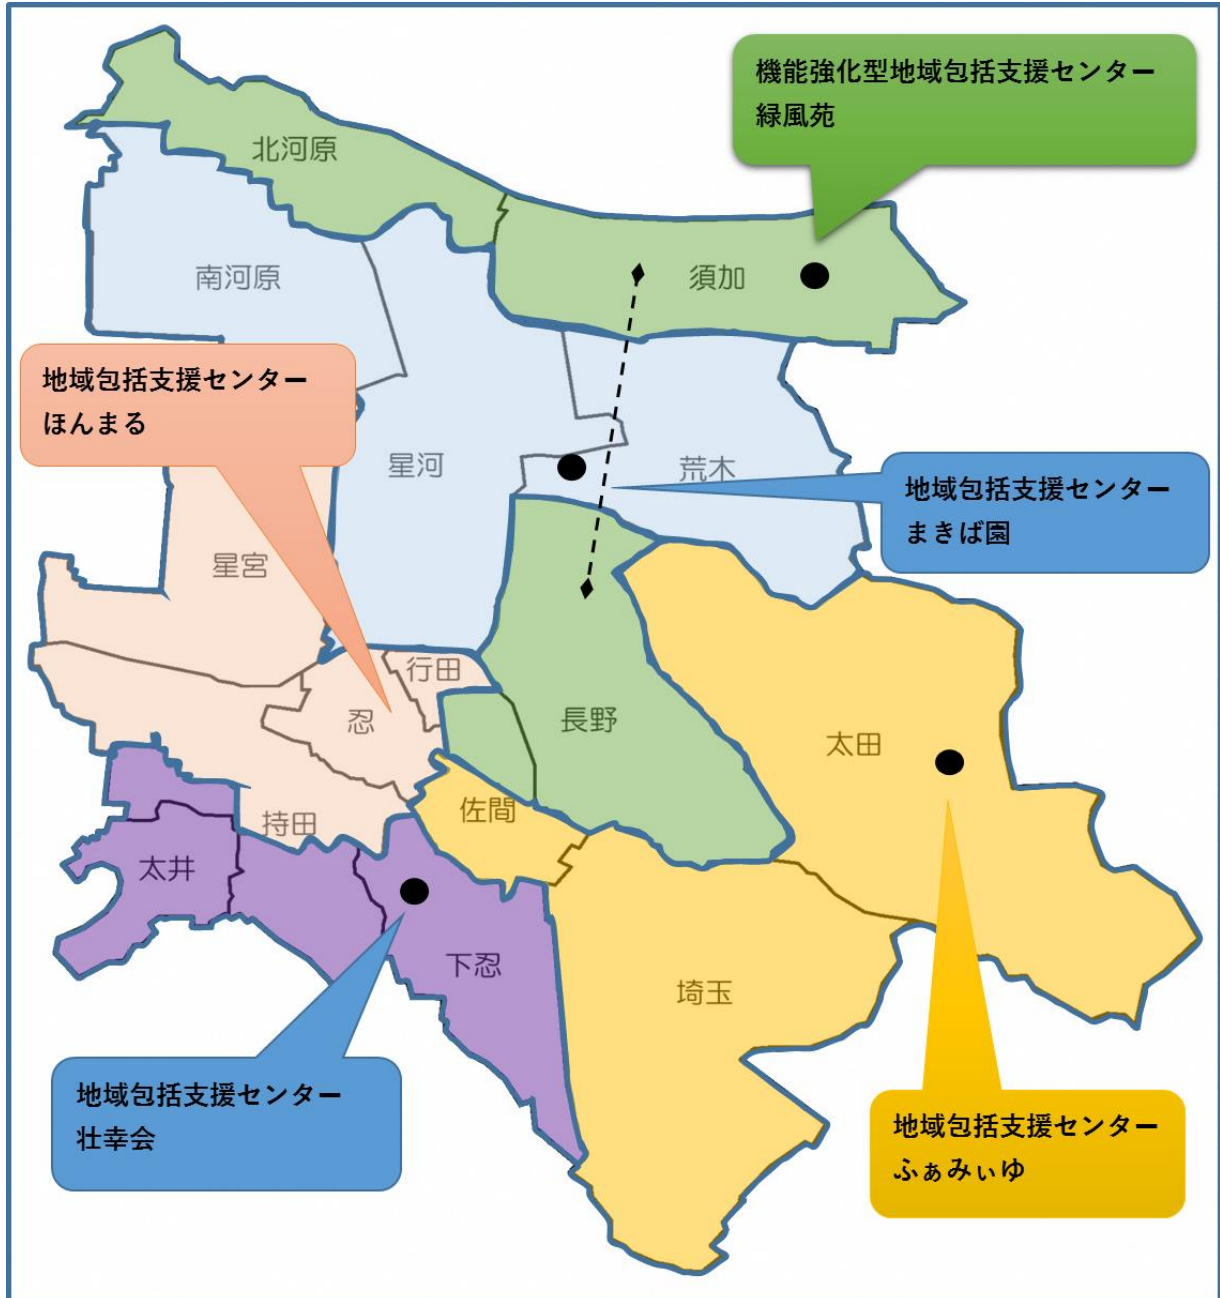 機能強化型地域包括支援センター
緑風苑
北河原
南河原
須加
地域包括支援センター
ほんまる
星河
荒木
地域包括支援センター
まきば園
星宮
行田
忍
長野
太田
佐間
持田
太井
下忍
埼玉
地域包括支援センター
壮幸会
地域包括支援センター
ふぁみぃゆ